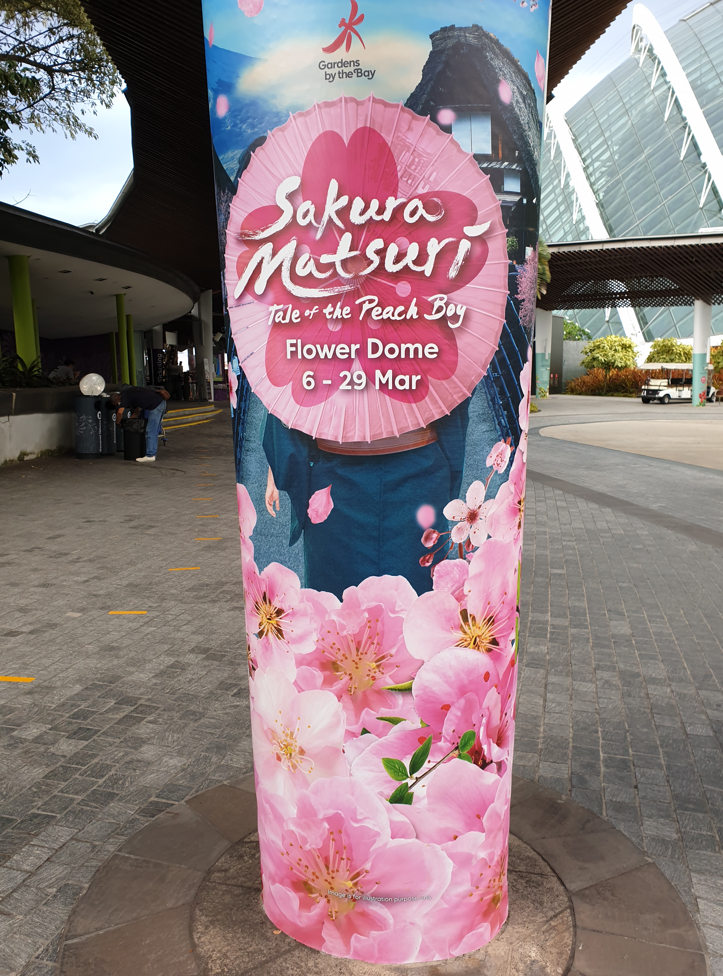 Gardens
by the Bay
Sakura
Matsuri
Tale of the Peach Boy
Flower Dome
6 - 29 Mar